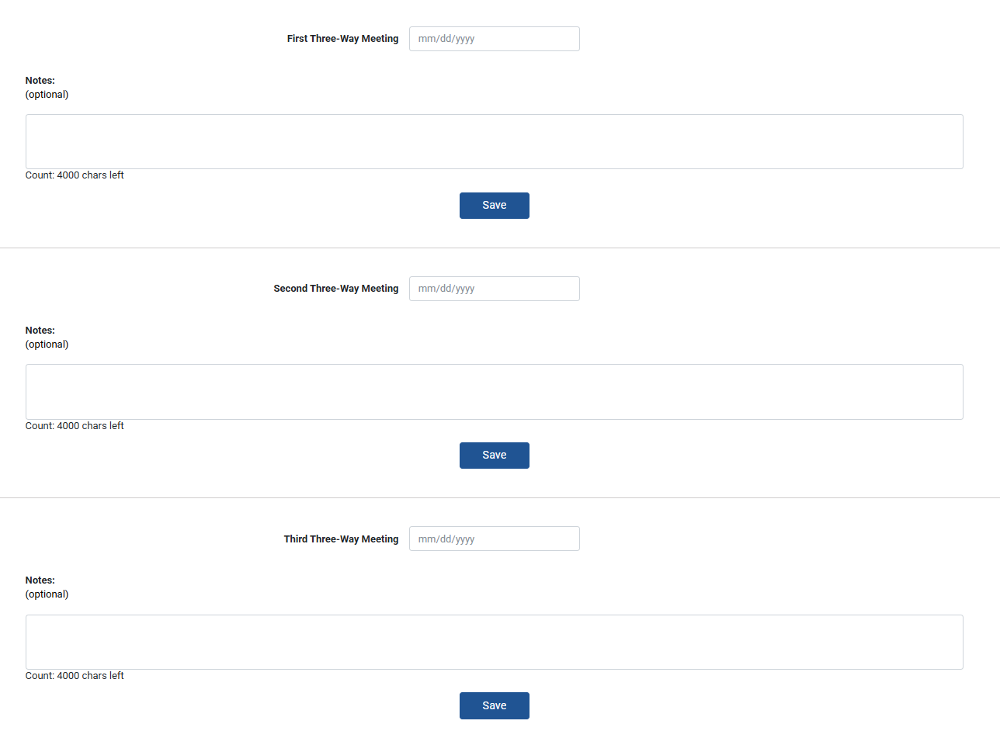 First Three-Way Meeting mm/dd/yyyy
Notes:
(optional)
Count: 4000 chars left
Save
Second Three-Way Meeting mm/dd/yyyy
Notes:
(optional)
Count: 4000 chars left
Save
Third Three-Way Meeting mm/dd/yyyy
Notes:
(optional)
Count: 4000 chars left
Save